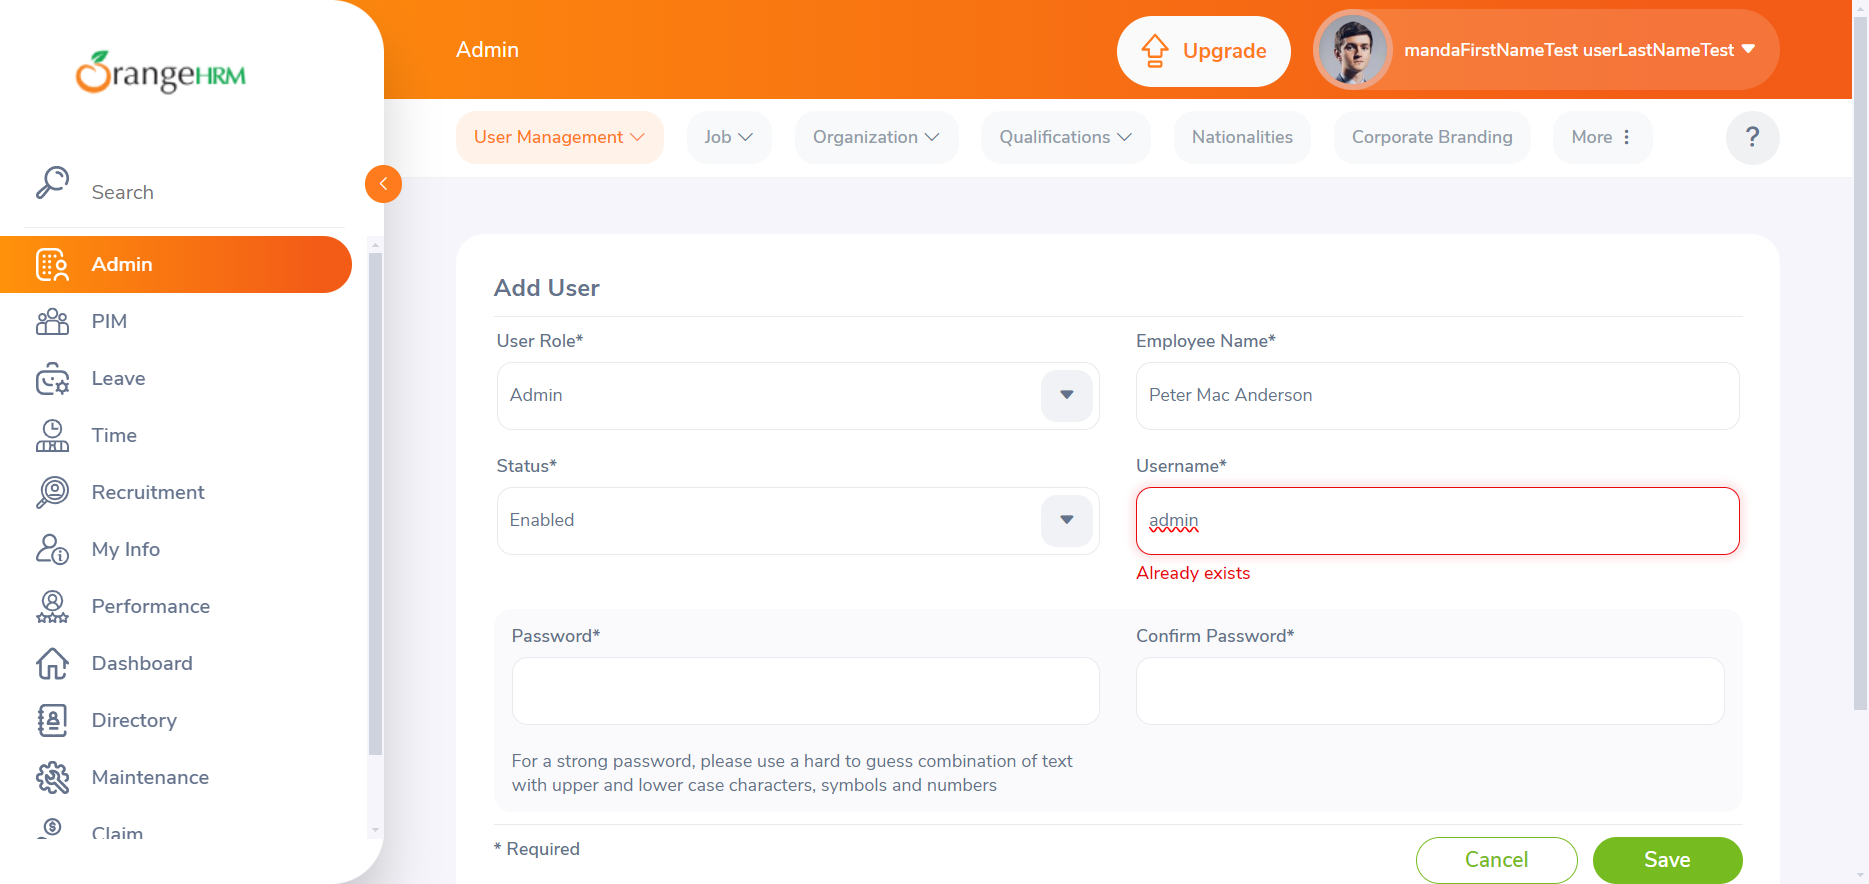 OrangeHRM
Admin
Upgrade
mandaFirstNameTest userLastNameTest
User Management
Job
Organization
Qualifications
Nationalities
Corporate Branding
More
?
Search
Admin
PIM
Leave
Time
Recruitment
My Info
Performance
Dashboard
Directory
Maintenance
Claim
Add User
User Role*
Employee Name*
Admin
Peter Mac Anderson
Status*
Username*
Enabled
admin
Already exists
Password*
Confirm Password*
For a strong password, please use a hard to guess combination of text
with upper and lower case characters, symbols and numbers
* Required
Cancel
Save